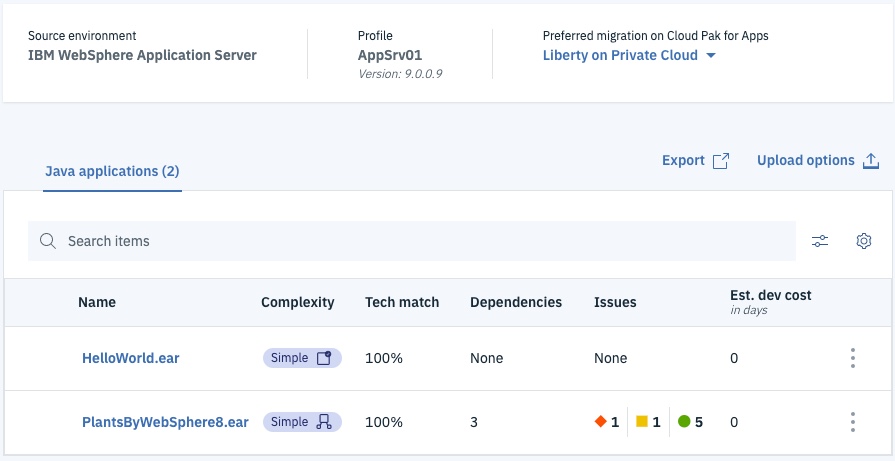 Source environment
IBM WebSphere Application Server
Profile
AppSrv01
Version: 9.0.0.9
Preferred migration on Cloud Pak for Apps
Liberty on Private Cloud
Java applications (2)
Export
Upload options
Search items
Name Complexity Tech match Dependencies Issues Est. dev cost
in days
HelloWorld.ear Simple 100% None None 0
PlantsByWebSphere8.ear Simple 100% 3 1 1 5 0